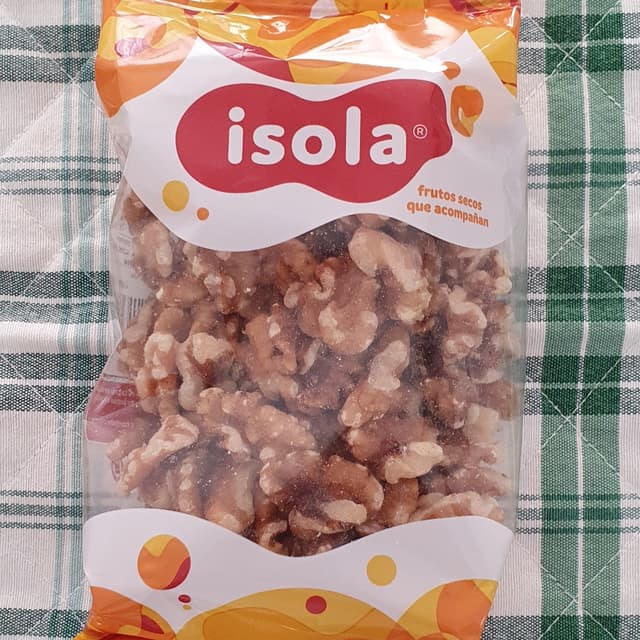 isola®
frutos secos
que acompañan